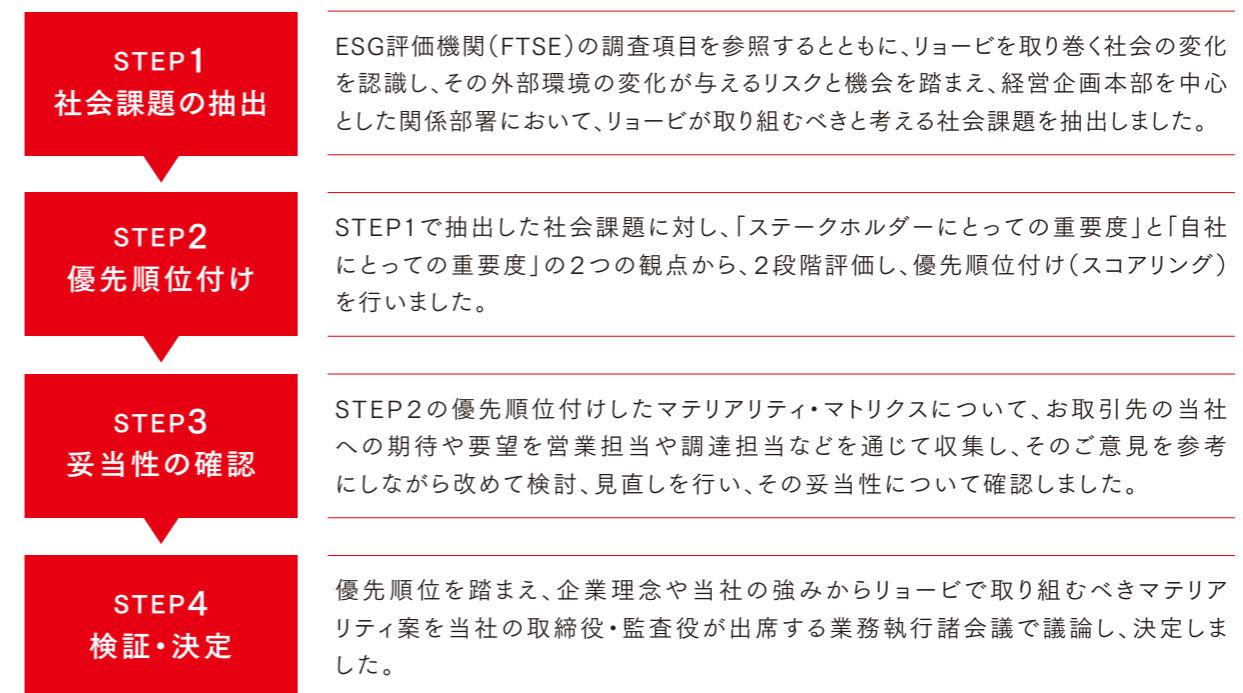 STEP1
社会課題の抽出
ESG評価機関（FTSE）の調査項目を参照するとともに、リョービを取り巻く社会の変化
を認識し、その外部環境の変化が与えるリスクと機会を踏まえ、経営企画本部を中心
とした関係部署において、リョービが取り組むべきと考える社会課題を抽出しました。
STEP2
優先順位付け
STEP1で抽出した社会課題に対し、「ステークホルダーにとっての重要度」と「自社
にとっての重要度」の2つの観点から、2段階評価し、優先順位付け（スコアリング）
を行いました。
STEP3
妥当性の確認
STEP2の優先順位付けしたマテリアリティ・マトリクスについて、お取引先の当社
への期待や要望を営業担当や調達担当などを通じて収集し、そのご意見を参考
にしながら改めて検討、見直しを行い、その妥当性について確認しました。
STEP4
検証・決定
優先順位を踏まえ、企業理念や当社の強みからリョービで取り組むべきマテリア
リティ案を当社の取締役・監査役が出席する業務執行諸会議で議論し、決定しま
した。